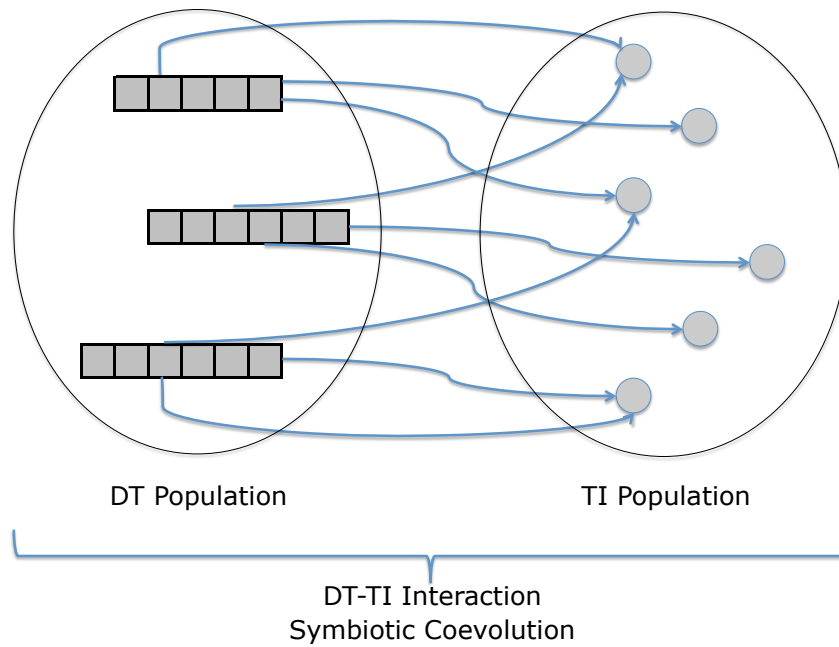 DT Population
TI Population
DT-TI Interaction
Symbiotic Coevolution